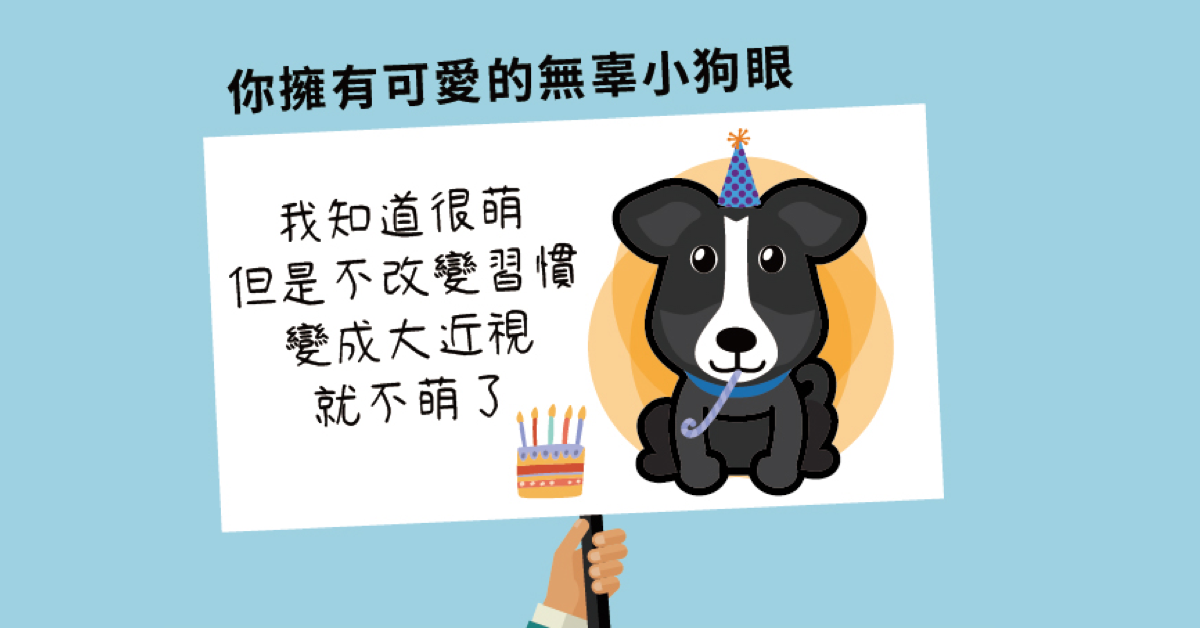 你擁有可愛的無辜小狗眼
我知道很萌
但是不改變習慣
變成大近視
就不萌了